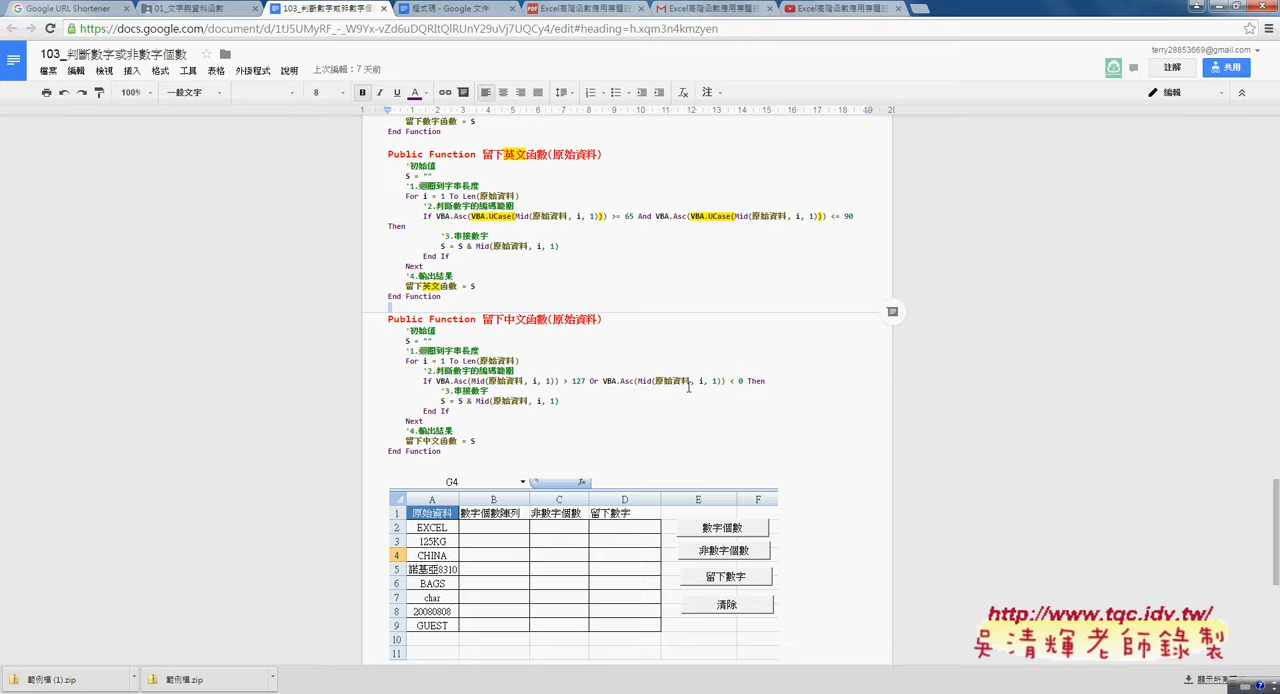 Google URL Shortener
01_文字與資料函數
103_判斷數字或非數字個
程式碼 - Google 文件
Excel高階函數應用專題班
Excel高階函數應用專題
Excel高階函數應用專題班
https://docs.google.com/document/d/1tJ5UMyRF_-_W9Yx-vZd6uDQRItQlRUnY29uVj7UQCy4/edit#heading=h.xqm3n4kmzyen
103_判斷數字或非數字個數
terry28853669@gmail.com
檔案 編輯 檢視 插入 格式 工具 表格 外掛程式 說明 上次編輯：7 天前
註解
共用
100% 一般文字 8 B I U A 注 編輯
留下數字函數 = S
End Function
Public Function 留下英文函數(原始資料)
'初始值
S = ""
'1.迴圈到字串長度
For i = 1 To Len(原始資料)
'2.判斷數字的編碼範圍
If VBA.Asc(VBA.UCase(Mid(原始資料, i, 1))) >= 65 And VBA.Asc(VBA.UCase(Mid(原始資料, i, 1))) <= 90
Then
'3.串接數字
S = S & Mid(原始資料, i, 1)
End If
Next
'4.輸出結果
留下英文函數 = S
End Function
Public Function 留下中文函數(原始資料)
'初始值
S = ""
'1.迴圈到字串長度
For i = 1 To Len(原始資料)
'2.判斷數字的編碼範圍
If VBA.Asc(Mid(原始資料, i, 1)) > 127 Or VBA.Asc(Mid(原始資料, i, 1)) < 0 Then
'3.串接數字
S = S & Mid(原始資料, i, 1)
End If
Next
'4.輸出結果
留下中文函數 = S
End Function
G4 fx
A B C D E F
1 原始資料 數字個數陣列 非數字個數 留下數字
2 EXCEL 數字個數
3 125KG
4 CHINA 非數字個數
5 諾基亞8310 留下數字
6 BAGS
7 char 清除
8 20080808
9 GUEST
10
11
http://www.tqc.idv.tw/
吳清輝老師錄製
範例檔 (1).zip
範例檔.zip